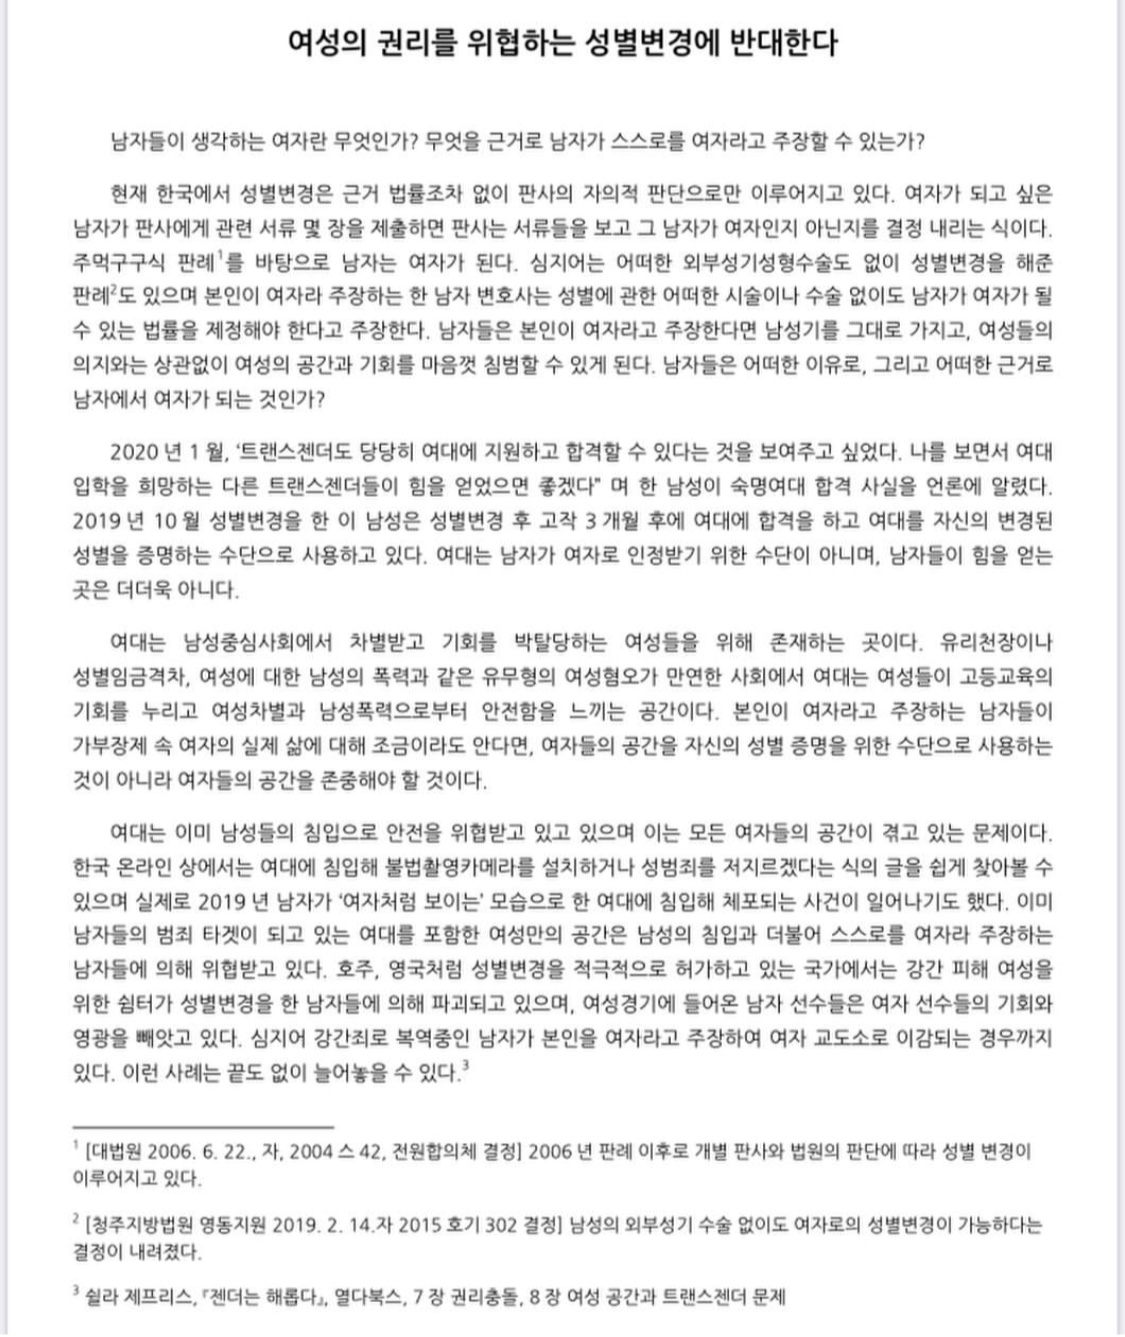 여성의 권리를 위협하는 성별변경에 반대한다
남자들이 생각하는 여자란 무엇인가? 무엇을 근거로 남자가 스스로를 여자라고 주장할 수 있는가?
현재 한국에서 성별변경은 근거 법률조차 없이 판사의 자의적 판단으로만 이루어지고 있다. 여자가 되고 싶은
남자가 판사에게 관련 서류 몇 장을 제출하면 판사는 서류들을 보고 그 남자가 여자인지 아닌지를 결정 내리는 식이다.
주먹구구식 판례1를 바탕으로 남자는 여자가 된다. 심지어는 어떠한 외부성기성형수술도 없이 성별변경을 해준
판례2도 있으며 본인이 여자라 주장하는 한 남자 변호사는 성별에 관한 어떠한 시술이나 수술 없이도 남자가 여자가 될
수 있는 법률을 제정해야 한다고 주장한다. 남자들은 본인이 여자라고 주장한다면 남성기를 그대로 가지고, 여성들의
의지와는 상관없이 여성의 공간과 기회를 마음껏 침범할 수 있게 된다. 남자들은 어떠한 이유로, 그리고 어떠한 근거로
남자에서 여자가 되는 것인가?
2020 년 1 월, ‘트랜스젠더도 당당히 여대에 지원하고 합격할 수 있다는 것을 보여주고 싶었다. 나를 보면서 여대
입학을 희망하는 다른 트랜스젠더들이 힘을 얻었으면 좋겠다” 며 한 남성이 숙명여대 합격 사실을 언론에 알렸다.
2019 년 10 월 성별변경을 한 이 남성은 성별변경 후 고작 3 개월 후에 여대에 합격을 하고 여대를 자신의 변경된
성별을 증명하는 수단으로 사용하고 있다. 여대는 남자가 여자로 인정받기 위한 수단이 아니며, 남자들이 힘을 얻는
곳은 더더욱 아니다.
여대는 남성중심사회에서 차별받고 기회를 박탈당하는 여성들을 위해 존재하는 곳이다. 유리천장이나
성별임금격차, 여성에 대한 남성의 폭력과 같은 유무형의 여성혐오가 만연한 사회에서 여대는 여성들이 고등교육의
기회를 누리고 여성차별과 남성폭력으로부터 안전함을 느끼는 공간이다. 본인이 여자라고 주장하는 남자들이
가부장제 속 여자의 실제 삶에 대해 조금이라도 안다면, 여자들의 공간을 자신의 성별 증명을 위한 수단으로 사용하는
것이 아니라 여자들의 공간을 존중해야 할 것이다.
여대는 이미 남성들의 침입으로 안전을 위협받고 있고 있으며 이는 모든 여자들의 공간이 겪고 있는 문제이다.
한국 온라인 상에서는 여대에 침입해 불법촬영카메라를 설치하거나 성범죄를 저지르겠다는 식의 글을 쉽게 찾아볼 수
있으며 실제로 2019 년 남자가 ‘여자처럼 보이는’ 모습으로 한 여대에 침입해 체포되는 사건이 일어나기도 했다. 이미
남자들의 범죄 타겟이 되고 있는 여대를 포함한 여성만의 공간은 남성의 침입과 더불어 스스로를 여자라 주장하는
남자들에 의해 위협받고 있다. 호주, 영국처럼 성별변경을 적극적으로 허가하고 있는 국가에서는 강간 피해 여성을
위한 쉼터가 성별변경을 한 남자들에 의해 파괴되고 있으며, 여성경기에 들어온 남자 선수들은 여자 선수들의 기회와
영광을 빼앗고 있다. 심지어 강간죄로 복역중인 남자가 본인을 여자라고 주장하여 여자 교도소로 이감되는 경우까지
있다. 이런 사례는 끝도 없이 늘어놓을 수 있다.3
1 [대법원 2006. 6. 22., 자, 2004 스 42, 전원합의체 결정] 2006 년 판례 이후로 개별 판사와 법원의 판단에 따라 성별 변경이
이루어지고 있다.
2 [청주지방법원 영동지원 2019. 2. 14.자 2015 호기 302 결정] 남성의 외부성기 수술 없이도 여자로의 성별변경이 가능하다는
결정이 내려졌다.
3 쉴라 제프리스, 『젠더는 해롭다』, 열다북스, 7 장 권리충돌, 8 장 여성 공간과 트랜스젠더 문제